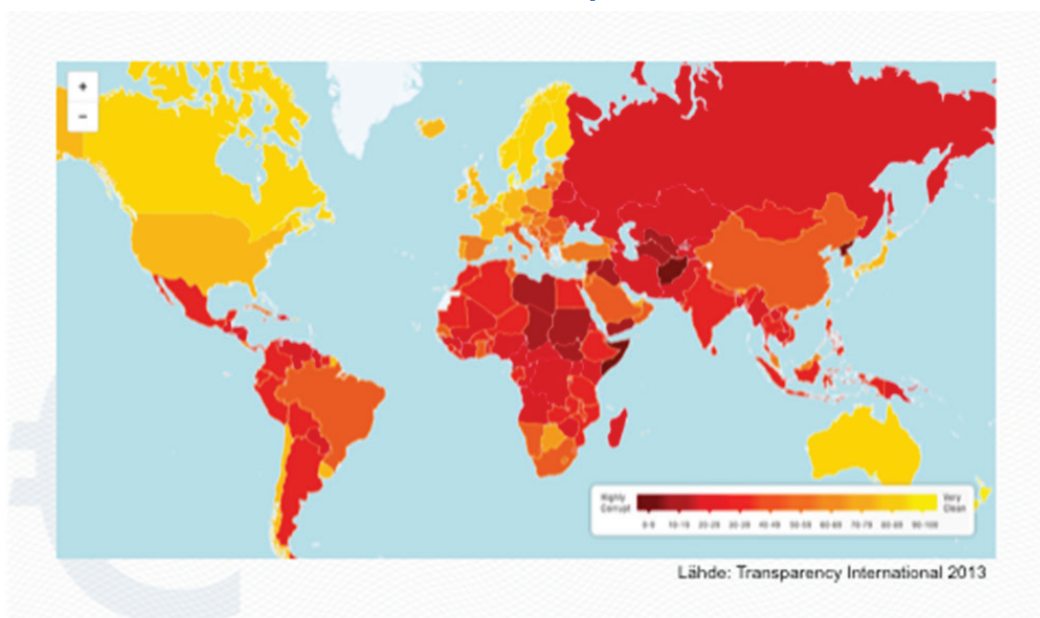 +
-
Highly
Corrupt
Very
Clean
0-9 10-19 20-29 30-39 40-49 50-59 60-69 70-79 80-89 90-100
Lähde: Transparency International 2013